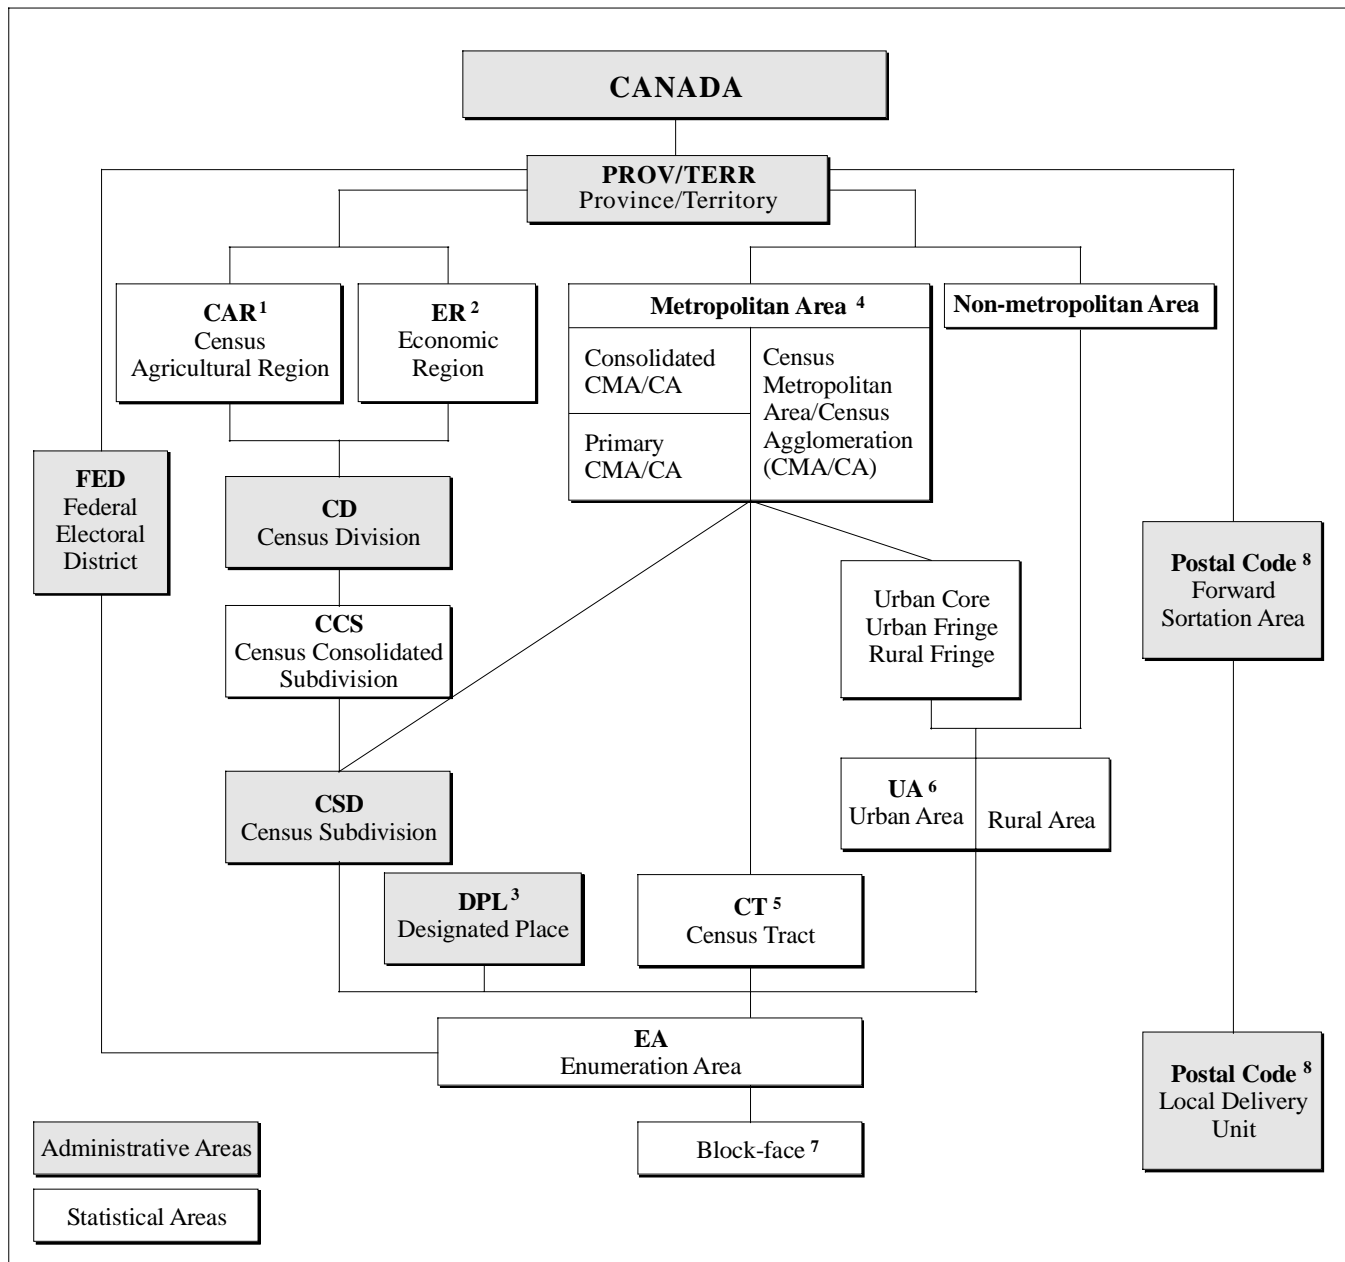 CANADA
PROV/TERR
Province/Territory
CAR 1
Census
Agricultural Region
ER 2
Economic
Region
Metropolitan Area 4
Consolidated
CMA/CA
Primary
CMA/CA
Census
Metropolitan
Area/Census
Agglomeration
(CMA/CA)
Non-metropolitan Area
FED
Federal
Electoral
District
CD
Census Division
CCS
Census Consolidated
Subdivision
Urban Core
Urban Fringe
Rural Fringe
Postal Code 8
Forward
Sortation Area
CSD
Census Subdivision
UA 6
Urban Area
Rural Area
DPL 3
Designated Place
CT 5
Census Tract
EA
Enumeration Area
Postal Code 8
Local Delivery
Unit
Block-face 7
Administrative Areas
Statistical Areas